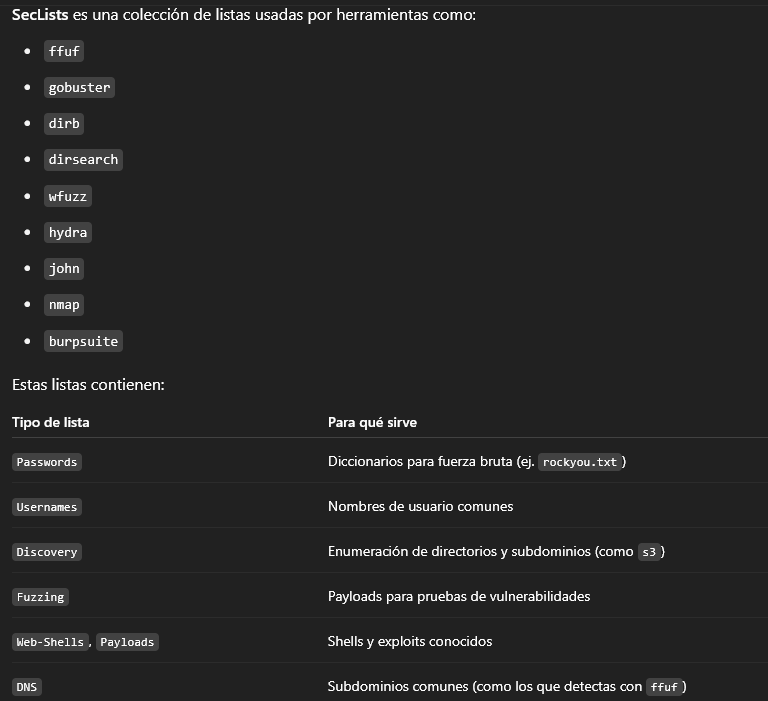 SecLists es una colección de listas usadas por herramientas como:
ffuf
gobuster
dirb
dirsearch
wfuzz
hydra
john
nmap
burpsuite
Estas listas contienen:
Tipo de lista Para qué sirve
Passwords Diccionarios para fuerza bruta (ej. rockyou.txt)
Usernames Nombres de usuario comunes
Discovery Enumeración de directorios y subdominios (como s3)
Fuzzing Payloads para pruebas de vulnerabilidades
Web-Shells, Payloads Shells y exploits conocidos
DNS Subdominios comunes (como los que detectas con ffuf)